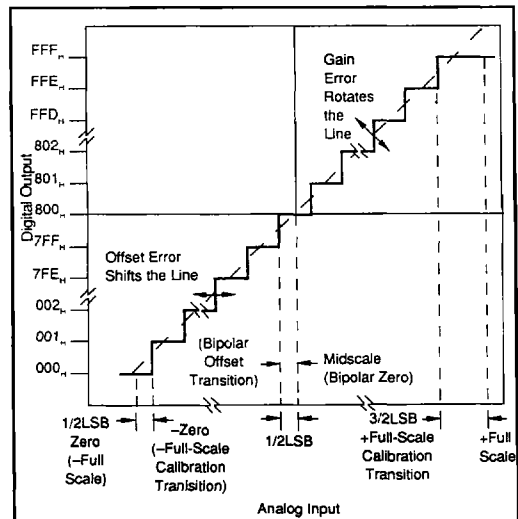 FFF_H
FFE_H
FFD_H
802_H
801_H
800_H
7FF_H
7FE_H
002_H
001_H
000_H
Digital Output
Gain
Error
Rotates
the
Line
Offset Error
Shifts the Line
(Bipolar
Offset
Transition)
Midscale
(Bipolar Zero)
1/2LSB
Zero
(–Full
Scale)
–Zero
(–Full-Scale
Calibration
Tranisition)
1/2LSB
3/2LSB
+Full-Scale
Calibration
Transition
+Full
Scale
Analog Input